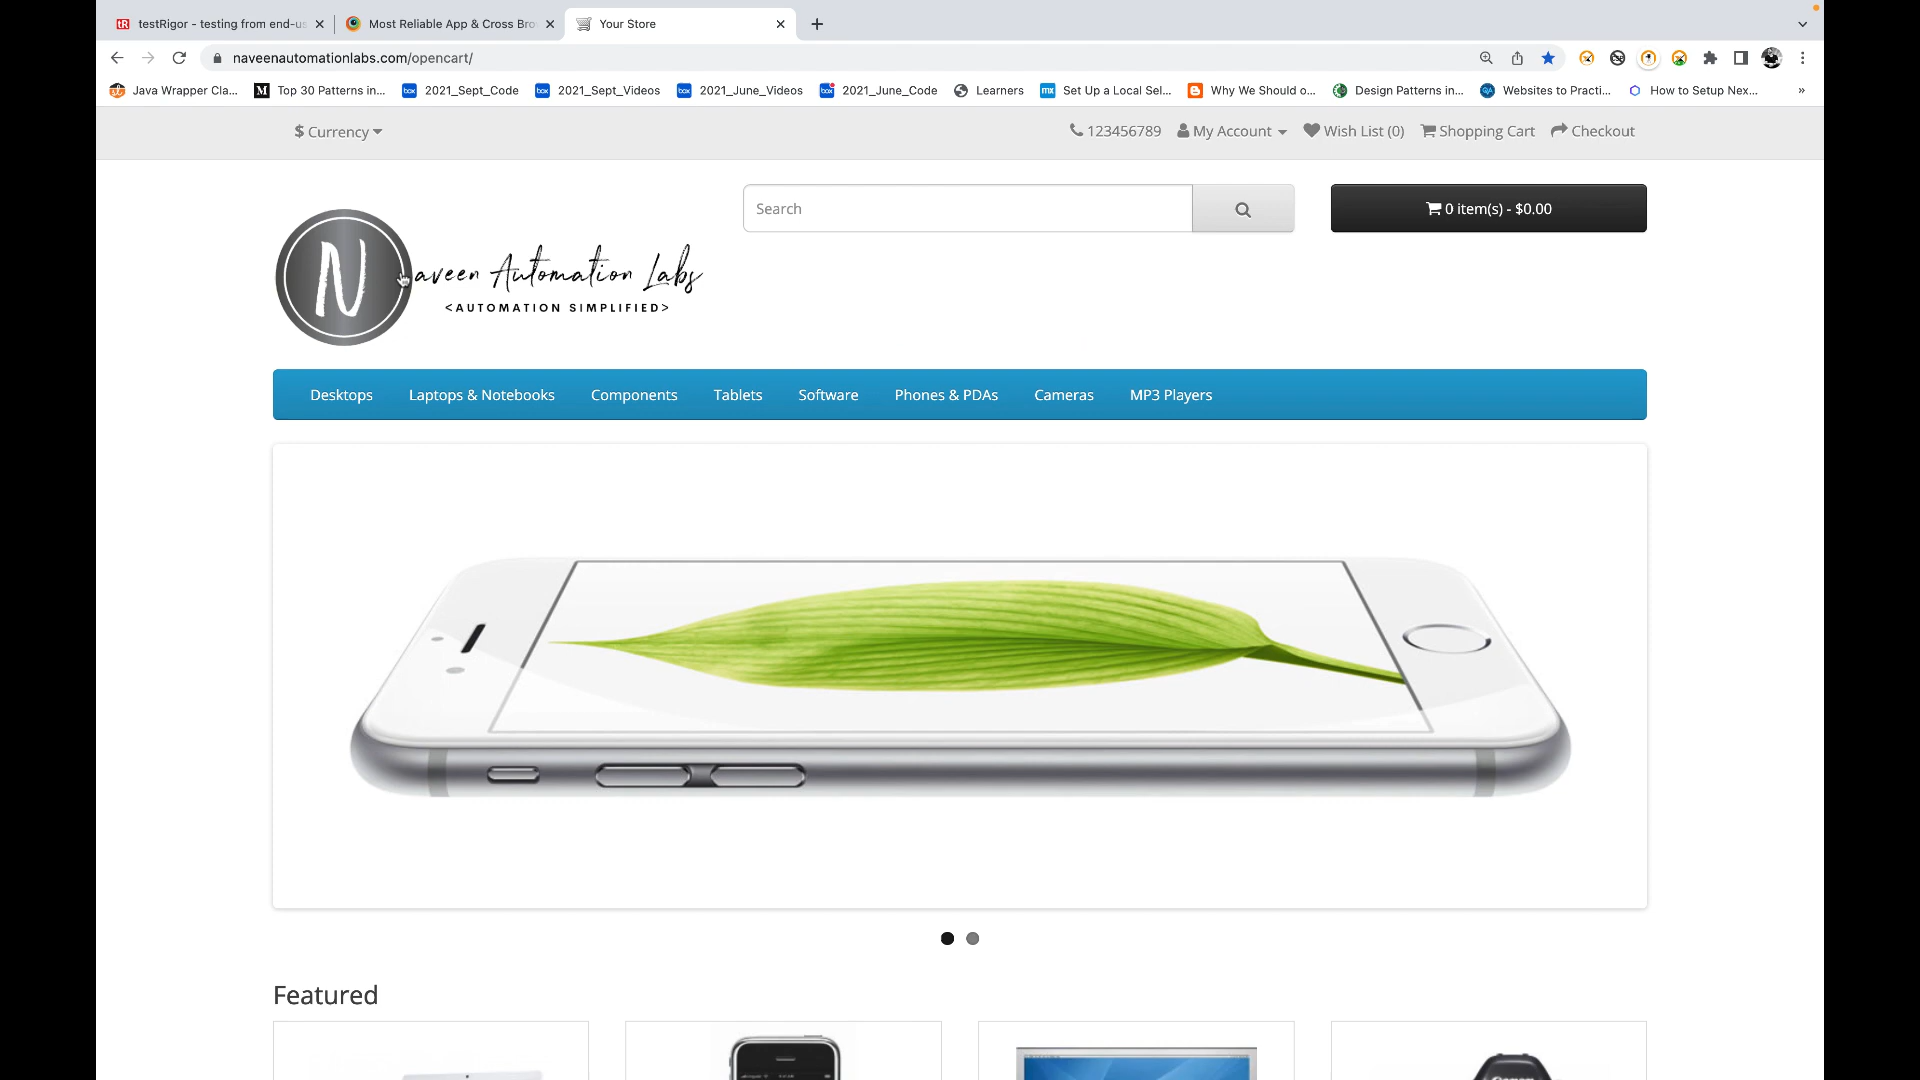 testRigor - testing from end-us
Most Reliable App & Cross Bro
Your Store
naveenautomationlabs.com/opencart/
Java Wrapper Cla...
Top 30 Patterns in...
2021_Sept_Code
2021_Sept_Videos
2021_June_Videos
2021_June_Code
Learners
Set Up a Local Sel...
Why We Should o...
Design Patterns in...
Websites to Practi...
How to Setup Nex...
»
$ Currency
123456789
My Account
Wish List (0)
Shopping Cart
Checkout
Search
0 item(s) - $0.00
Naveen Automation Labs
<AUTOMATION SIMPLIFIED>
Desktops
Laptops & Notebooks
Components
Tablets
Software
Phones & PDAs
Cameras
MP3 Players
Featured